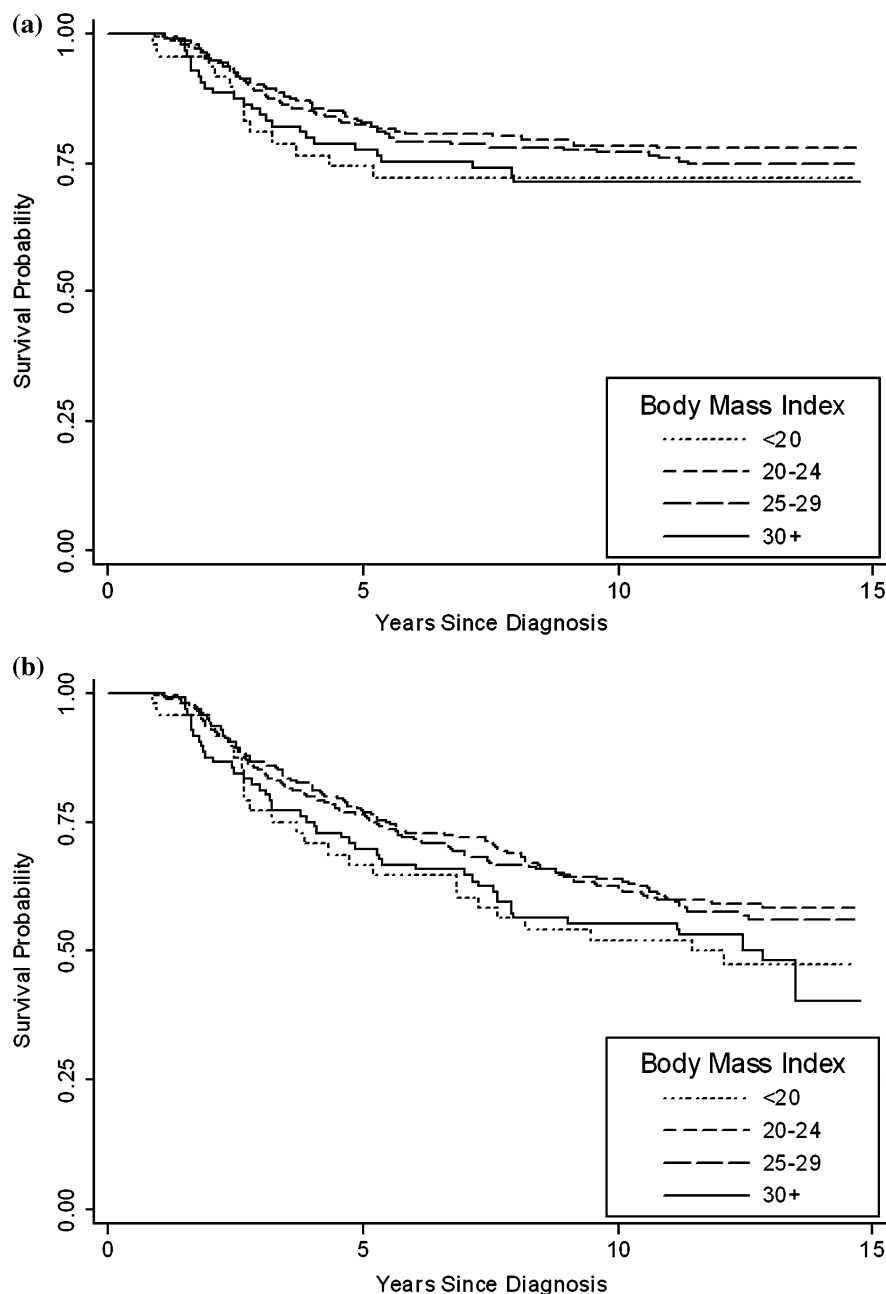 (a)
Survival Probability
1.00
0.75
0.50
0.25
0.00
Body Mass Index
<20
20-24
25-29
30+
0 5 10 15
Years Since Diagnosis
(b)
Survival Probability
1.00
0.75
0.50
0.25
0.00
Body Mass Index
<20
20-24
25-29
30+
0 5 10 15
Years Since Diagnosis